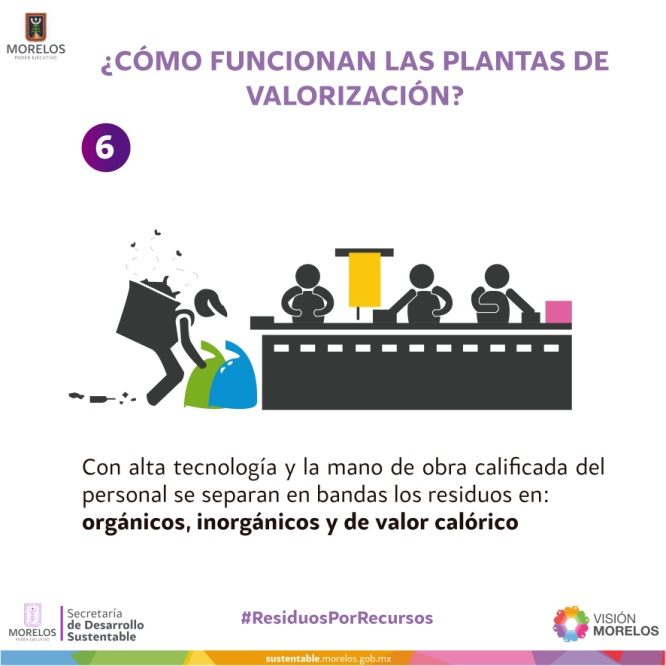 MORELOS
PODER EJECUTIVO
¿CÓMO FUNCIONAN LAS PLANTAS DE
VALORIZACIÓN?
6
Con alta tecnología y la mano de obra calificada del
personal se separan en bandas los residuos en:
orgánicos, inorgánicos y de valor calórico
MORELOS
PODER EJECUTIVO
Secretaría
de Desarrollo
Sustentable
#ResiduosPorRecursos
VISIÓN
MORELOS
sustentable.morelos.gob.mx